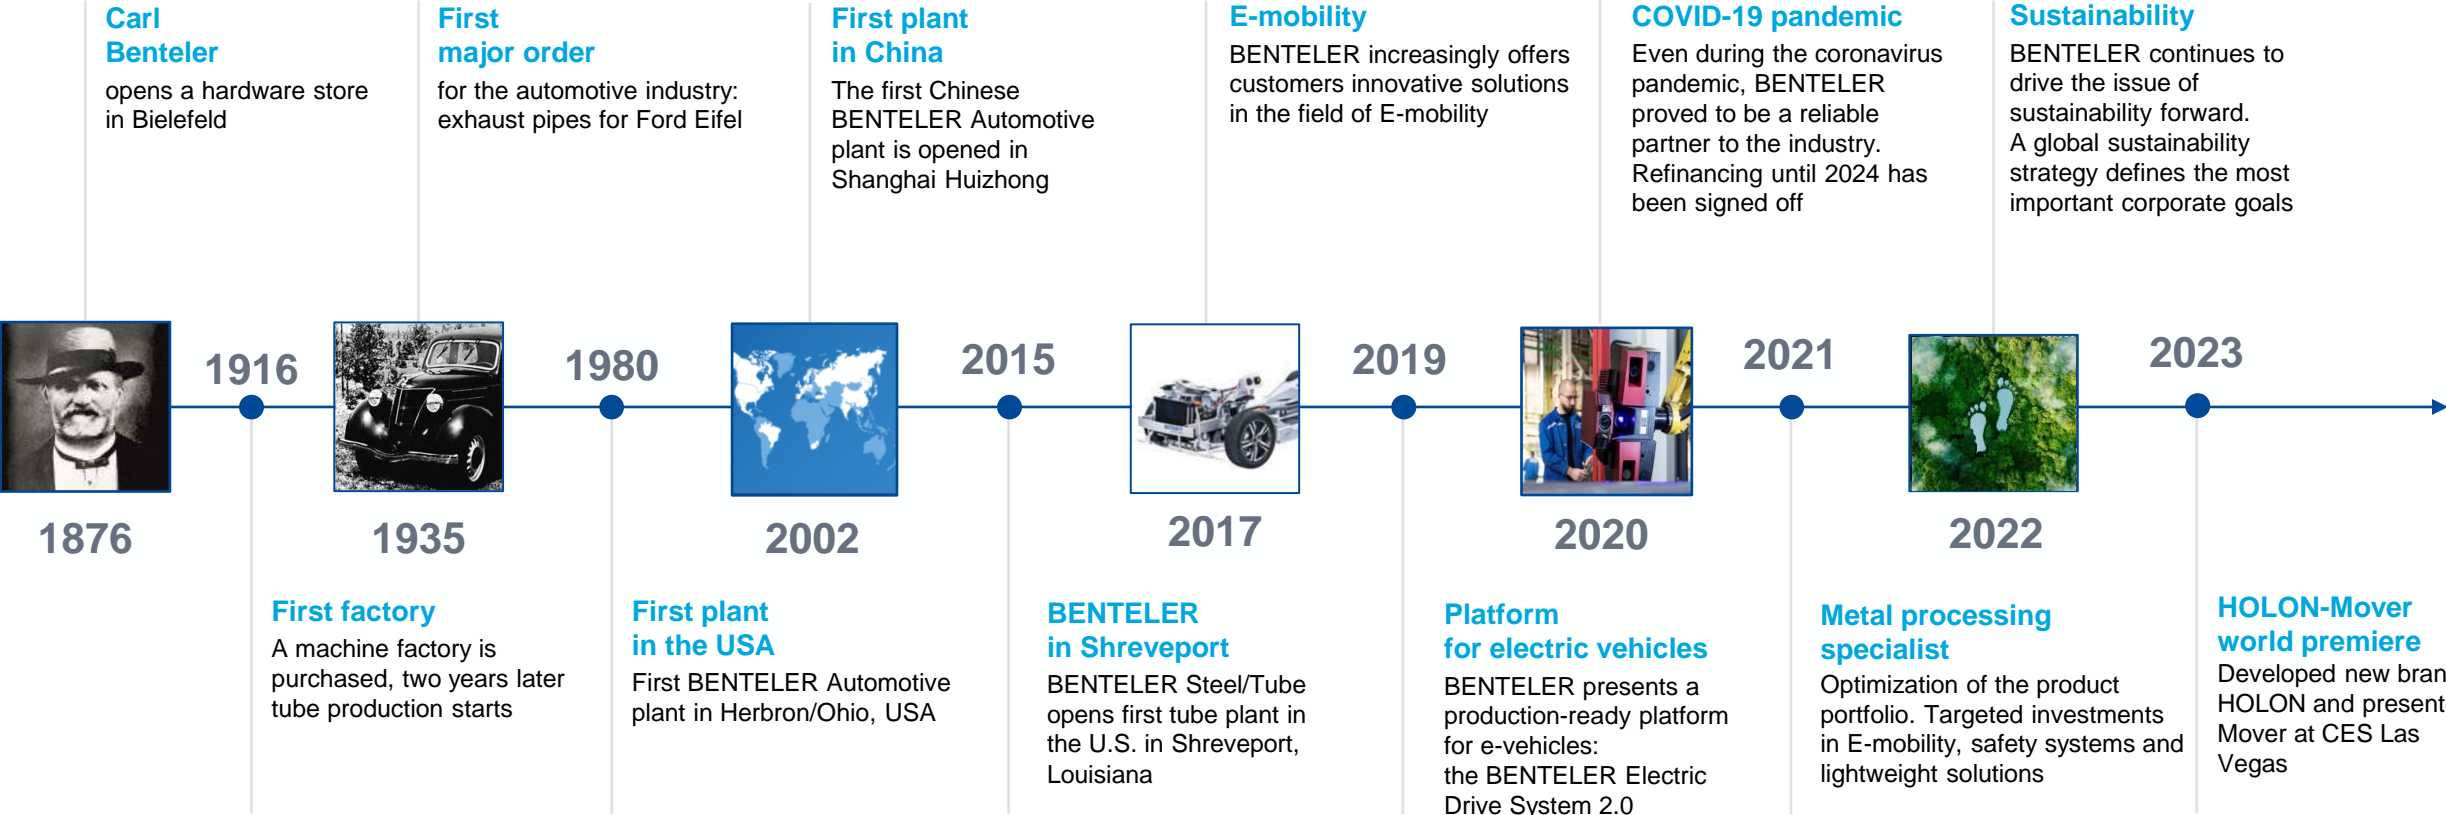 Carl
Benteler
opens a hardware store
in Bielefeld
First
major order
for the automotive industry:
exhaust pipes for Ford Eifel
First plant
in China
The first Chinese
BENTELER Automotive
plant is opened in
Shanghai Huizhong
E-mobility
BENTELER increasingly offers
customers innovative solutions
in the field of E-mobility
COVID-19 pandemic
Even during the coronavirus
pandemic, BENTELER
proved to be a reliable
partner to the industry.
Refinancing until 2024 has
been signed off
Sustainability
BENTELER continues to
drive the issue of
sustainability forward.
A global sustainability
strategy defines the most
important corporate goals
1916
1980
2015
2019
2021
2023
1876
1935
2002
2017
2020
2022
First factory
A machine factory is
purchased, two years later
tube production starts
First plant
in the USA
First BENTELER Automotive
plant in Herbron/Ohio, USA
BENTELER
in Shreveport
BENTELER Steel/Tube
opens first tube plant in
the U.S. in Shreveport,
Louisiana
Platform
for electric vehicles
BENTELER presents a
production-ready platform
for e-vehicles:
the BENTELER Electric
Drive System 2.0
Metal processing
specialist
Optimization of the product
portfolio. Targeted investments
in E-mobility, safety systems and
lightweight solutions
HOLON-Mover
world premiere
Developed new bran
HOLON and present
Mover at CES Las
Vegas